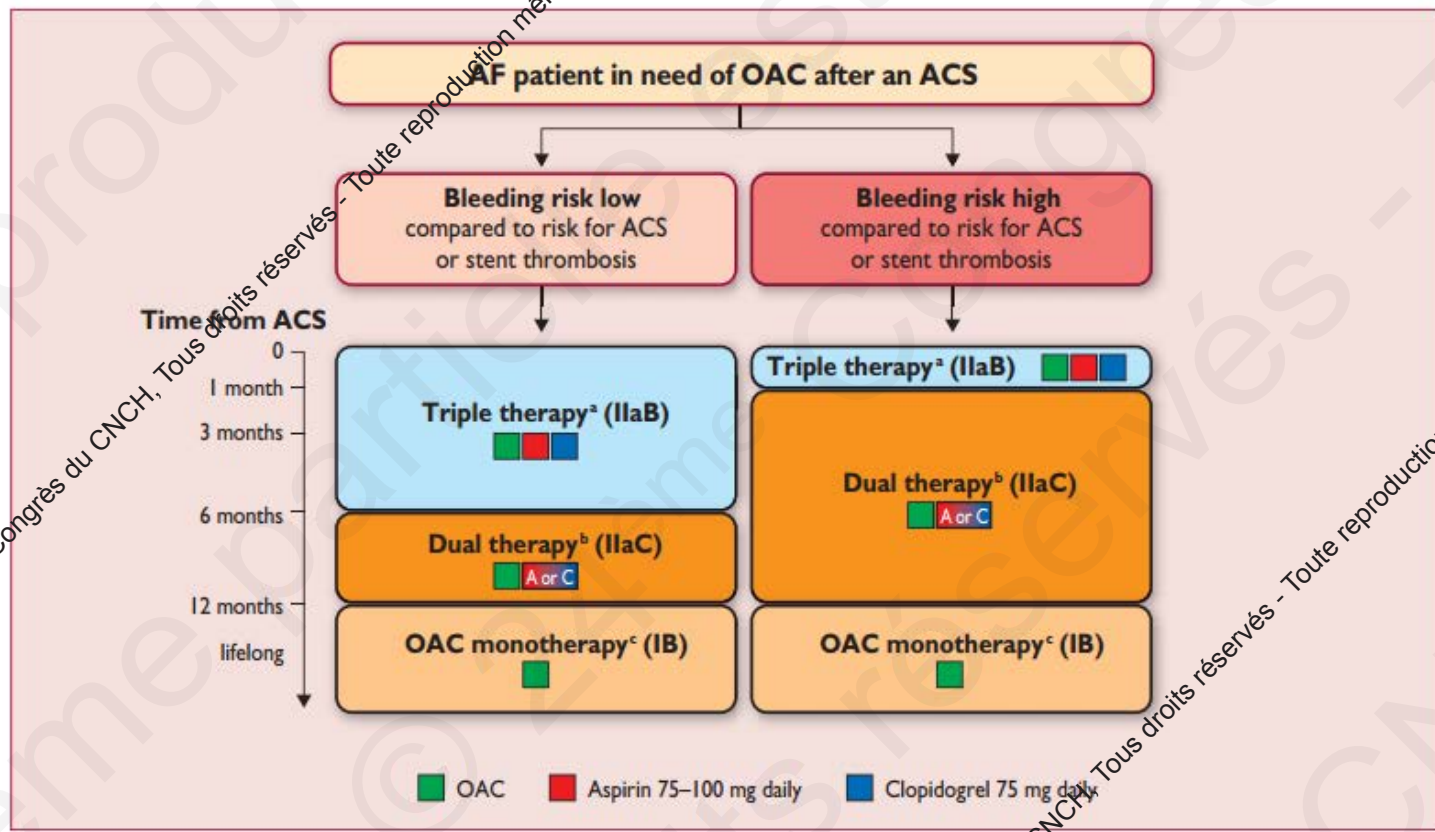 AF patient in need of OAC after an ACS
Bleeding risk low
compared to risk for ACS
or stent thrombosis
Bleeding risk high
compared to risk for ACS
or stent thrombosis
Time from ACS
0
1 month
3 months
6 months
12 months
lifelong
Triple therapyᵃ (IIaB)
Dual therapyᵇ (IIaC)
A or C
OAC monotherapyᶜ (IB)
Triple therapyᵃ (IIaB)
Dual therapyᵇ (IIaC)
A or C
OAC monotherapyᶜ (IB)
OAC
Aspirin 75–100 mg daily
Clopidogrel 75 mg daily
Congrès du CNCH, Tous droits réservés - Toute reproduction
CNCH, Tous droits réservés - Toute reproduction